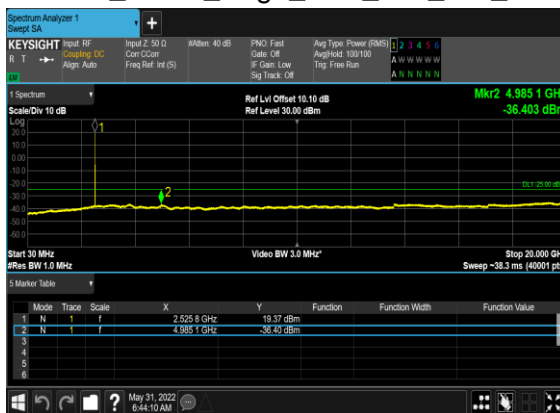 Spectrum Analyzer 1
Swept SA
+
KEYSIGHT
Input: RF
Coupling: DC
Align: Auto
Input Z: 50 Ω
Corr CCorr
Freq Ref: Int (S)
#Atten: 40 dB
PNO: Fast
Gate: Off
IF Gain: Low
Sig Track: Off
Avg Type: Power (RMS)
Avg|Hold: 100/100
Trig: Free Run
1 2 3 4 5 6
A W W W W W
A N N N N N
R T
LXI
1 Spectrum
Scale/Div 10 dB
Ref Lvl Offset 10.10 dB
Ref Level 30.00 dBm
Mkr2 4.985 1 GH
-36.403 dBr
Log
20.0
10.0
0.00
-10.0
-20.0
-30.0
-40.0
-50.0
-60.0
1
2
DL1 -25.00 dB
Start 30 MHz
#Res BW 1.0 MHz
Video BW 3.0 MHz*
Stop 20.000 GH
Sweep ~38.3 ms (40001 pt
5 Marker Table
Mode Trace Scale X Y Function Function Width Function Value
1 N 1 f 2.525 8 GHz 19.37 dBm
2 N 1 f 4.985 1 GHz -36.40 dBm
3
4
5
6
?
May 31, 2022
6:44:10 AM